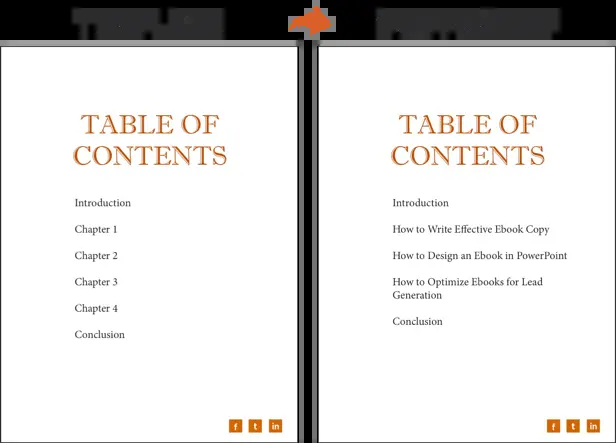 TABLE OF
CONTENTS
Introduction
Chapter 1
Chapter 2
Chapter 3
Chapter 4
Conclusion
f t in
TABLE OF
CONTENTS
Introduction
How to Write Effective Ebook Copy
How to Design an Ebook in PowerPoint
How to Optimize Ebooks for Lead
Generation
Conclusion
f t in